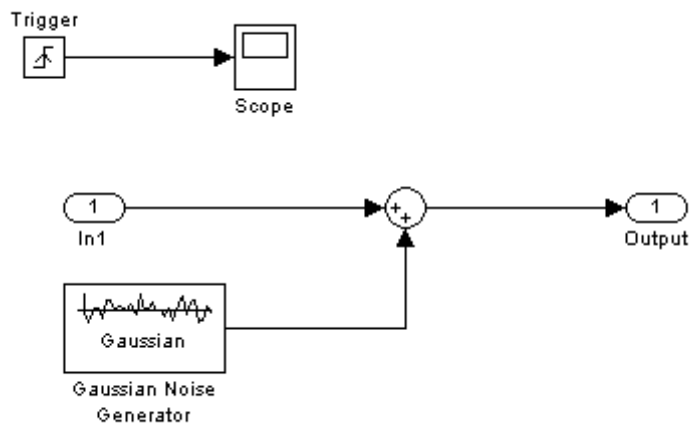 Trigger
Scope
1
In1
+
+
1
Output
Gaussian
Gaussian Noise
Generator